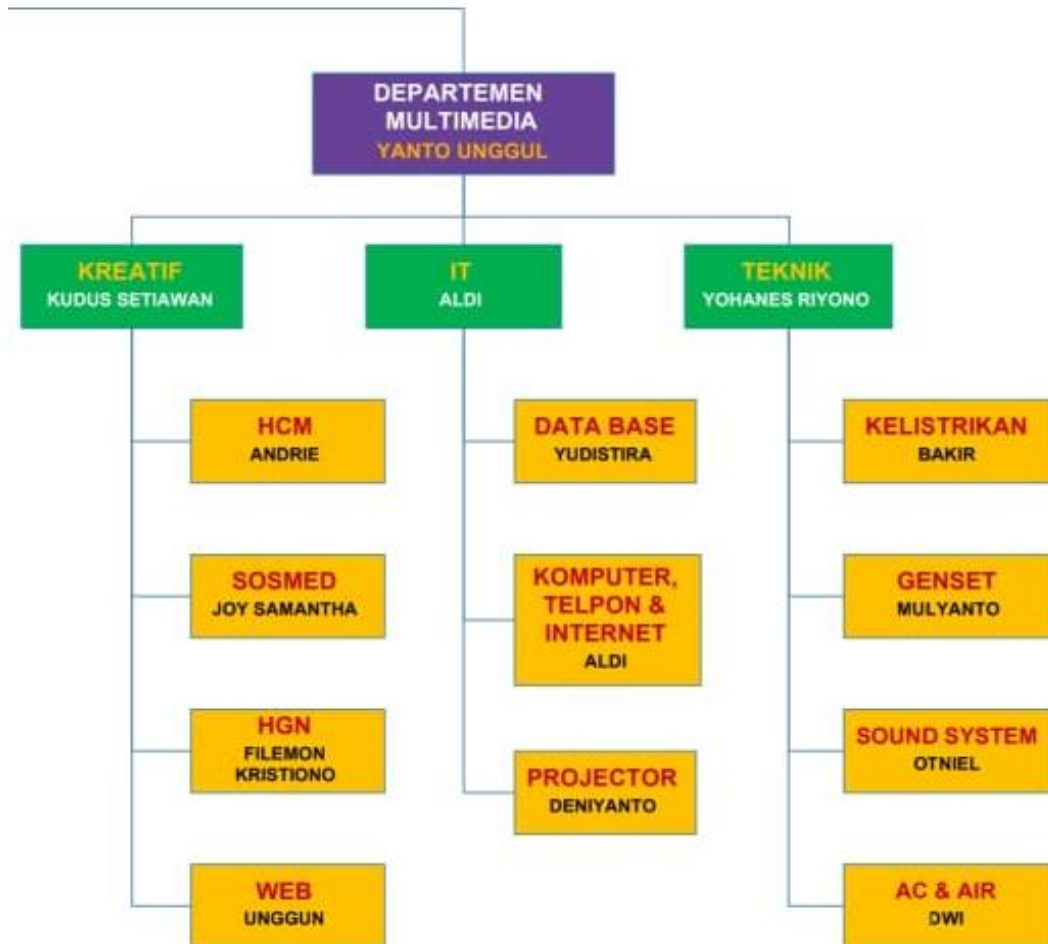 DEPARTEMEN
MULTIMEDIA
YANTO UNGGUL
KREATIF
KUDUS SETIAWAN
IT
ALDI
TEKNIK
YOHANES RIYONO
HCM
ANDRIE
SOSMED
JOY SAMANTHA
HGN
FILEMON
KRISTIONO
WEB
UNGGUN
DATA BASE
YUDISTIRA
KOMPUTER,
TELPON &
INTERNET
ALDI
PROJECTOR
DENIYANTO
KELISTRIKAN
BAKIR
GENSET
MULYANTO
SOUND SYSTEM
OTNIEL
AC & AIR
DWI